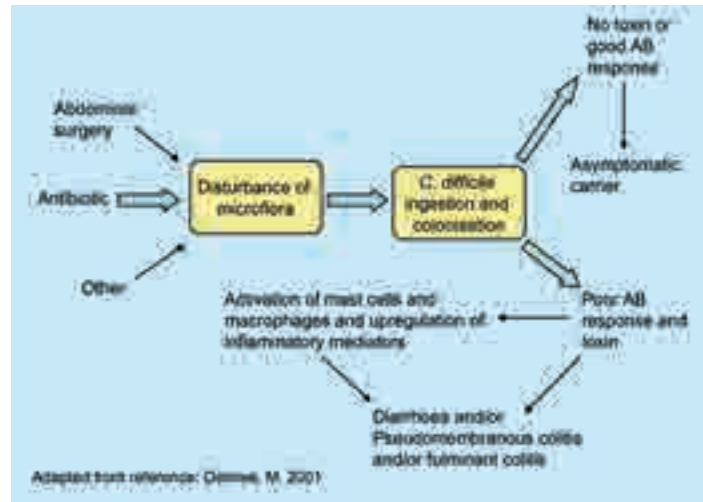 No toxin or
good AB
response
Abdominal
surgery
Asymptomatic
carrier
Antibiotic
Disturbance of
microflora
C. difficile
ingestion and
colonisation
Other
Activation of mast cells and
macrophages and upregulation of
inflammatory mediators
Poor AB
response and
toxin
Diarrhoea and/or
Pseudomembranous colitis
and/or fulminant colitis
Adapted from reference: M. 2001